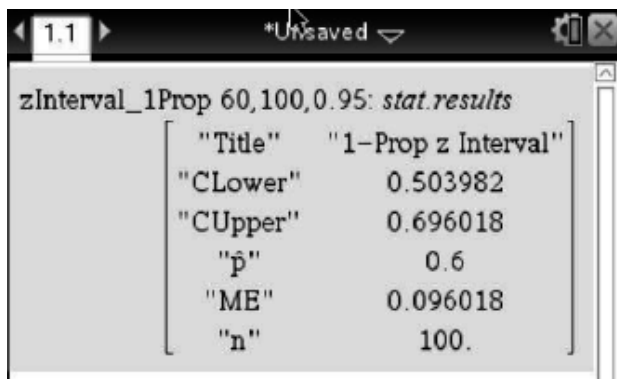 1.1 *Unsaved
zInterval_1Prop 60,100,0.95: stat.results
"Title" "1−Prop z Interval"
"CLower" 0.503982
"CUpper" 0.696018
"p̂" 0.6
"ME" 0.096018
"n" 100.